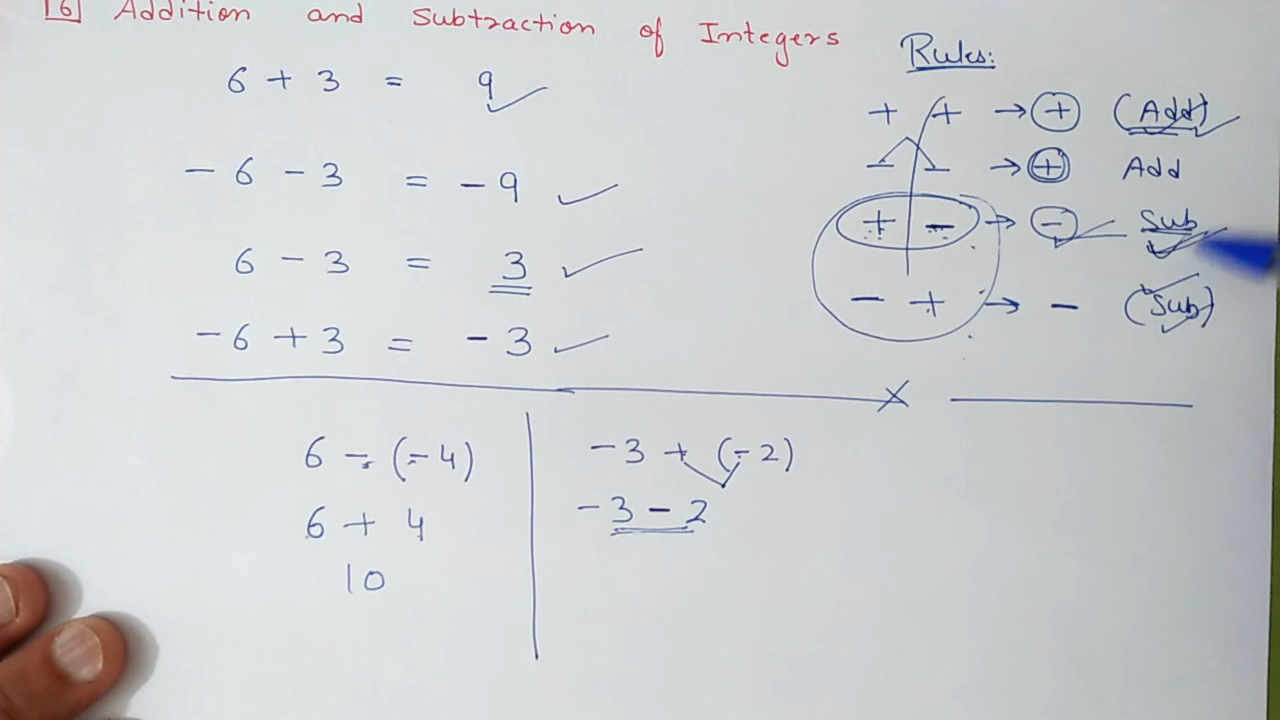 [6] Addition and Subtraction of Integers
6 + 3 = 9
- 6 - 3 = - 9
6 - 3 = 3
- 6 + 3 = - 3
Rules:
+ + → + (Add)
- - → + Add
+ - → - Sub
- + → - (Sub)
6 - (- 4)
6 + 4
10
- 3 + (- 2)
- 3 - 2